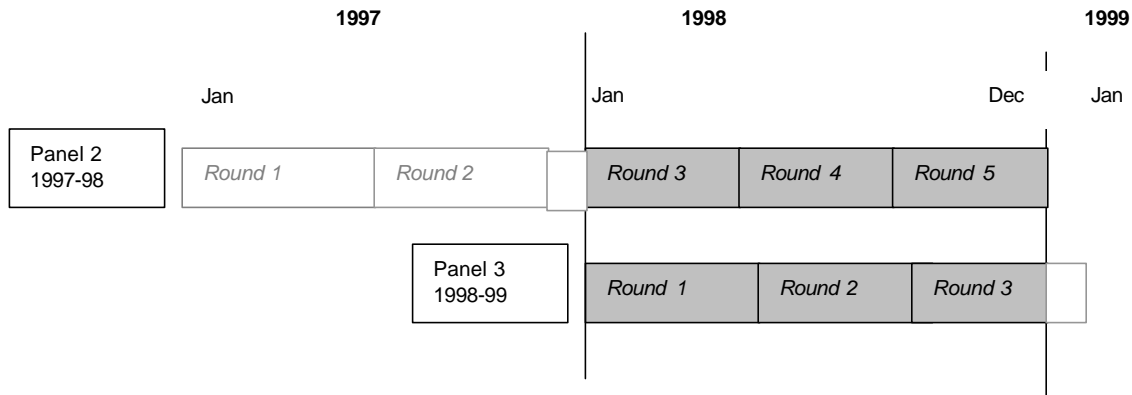 1997 1998 1999
Jan Jan Dec Jan
Panel 2
1997-98
Round 1 Round 2 Round 3 Round 4 Round 5
Panel 3
1998-99
Round 1 Round 2 Round 3